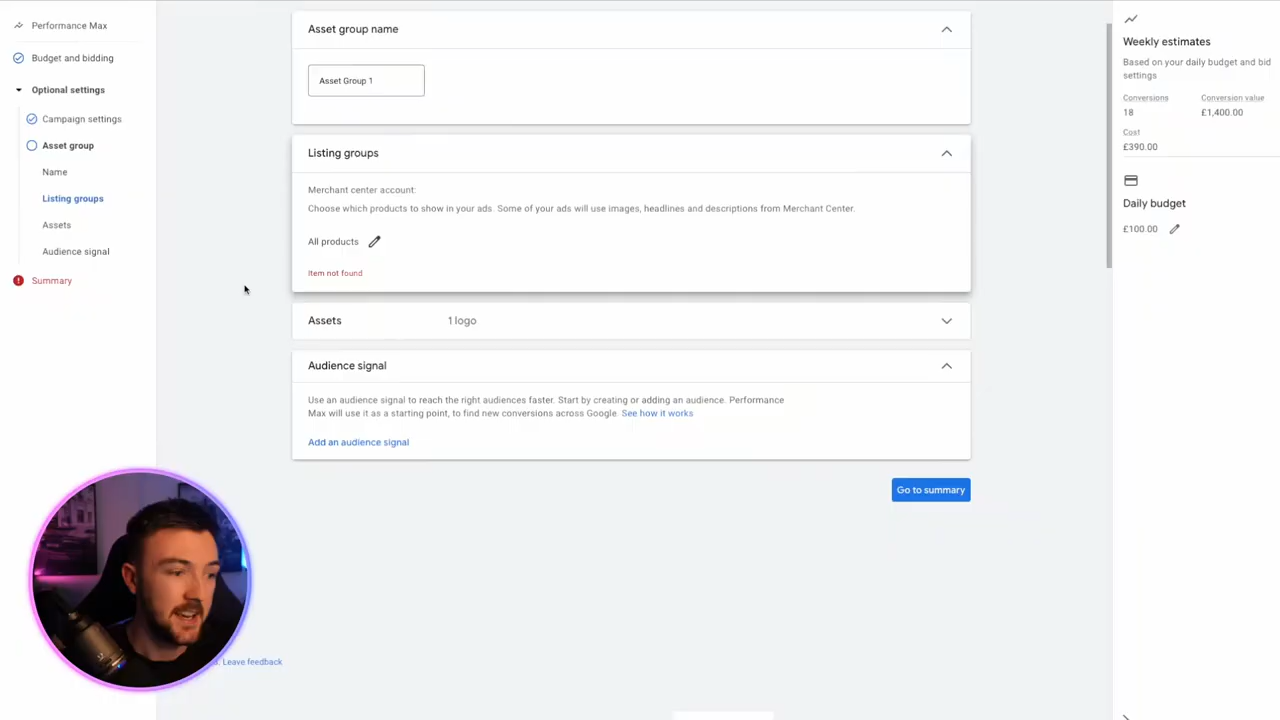 Performance Max
Budget and bidding
Optional settings
Campaign settings
Asset group
Name
Listing groups
Assets
Audience signal
Summary
Asset group name
Asset Group 1
Listing groups
Merchant center account:
Choose which products to show in your ads. Some of your ads will use images, headlines and descriptions from Merchant Center.
All products
Item not found
Assets 1 logo
Audience signal
Use an audience signal to reach the right audiences faster. Start by creating or adding an audience. Performance
Max will use it as a starting point, to find new conversions across Google. See how it works
Add an audience signal
Go to summary
Leave feedback
Weekly estimates
Based on your daily budget and bid
settings
Conversions Conversion value
18 £1,400.00
Cost
£390.00
Daily budget
£100.00